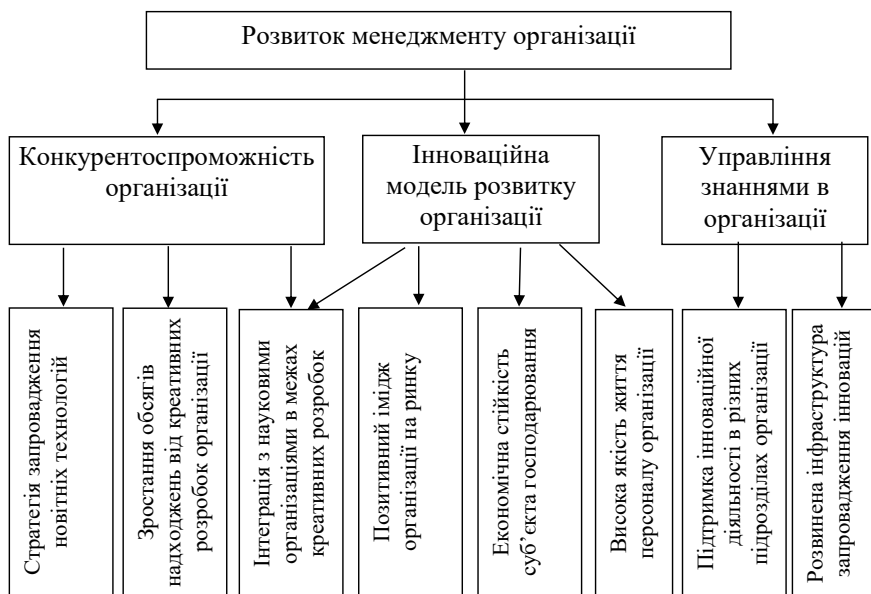 Розвиток менеджменту організації
Конкурентоспроможність
організації
Інноваційна
модель розвитку
організації
Управління
знаннями в
організації
Стратегія запровадження
новітніх технологій
Зростання обсягів
надходжень від креативних
розробок організації
Інтеграція з науковими
організаціями в межах
креативних розробок
Позитивний імідж
організації на ринку
Економічна стійкість
суб’єкта господарювання
Висока якість життя
персоналу організації
Підтримка інноваційної
діяльності в різних
підрозділах організації
Розвинена інфраструктура
запровадження інновацій